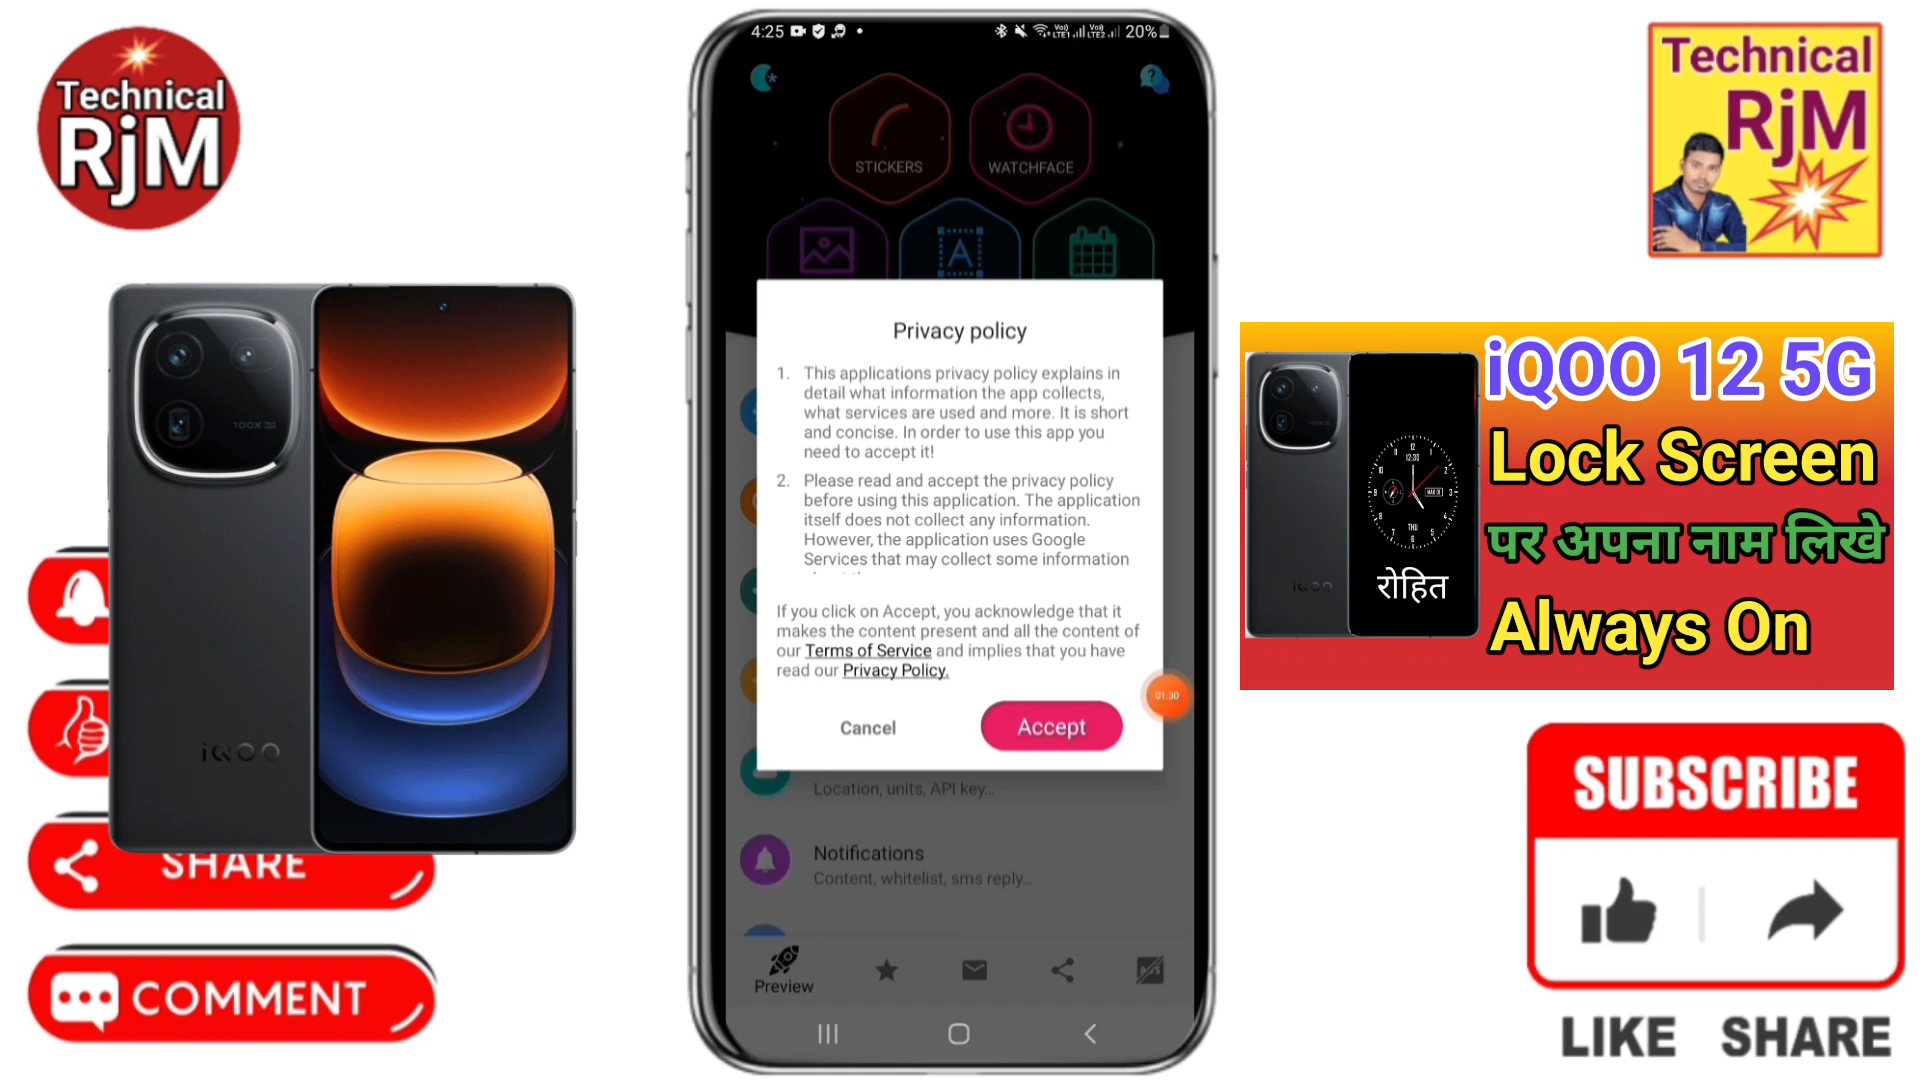 Technical
RjM
100X
iQOO
SHARE
COMMENT
4:25
20%
STICKERS
WATCHFACE
Privacy policy
1. This applications privacy policy explains in
detail what information the app collects,
what services are used and more. It is short
and concise. In order to use this app you
need to accept it!
2. Please read and accept the privacy policy
before using this application. The application
itself does not collect any information.
However, the application uses Google
Services that may collect some information
If you click on Accept, you acknowledge that it
makes the content present and all the content of
our Terms of Service and implies that you have
read our Privacy Policy.
Cancel
Accept
01:30
Location, units, API key...
Notifications
Content, whitelist, sms reply...
Preview
Technical
RjM
iQOO 12 5G
Lock Screen
पर अपना नाम लिखे
Always On
रोहित
SUBSCRIBE
LIKE SHARE